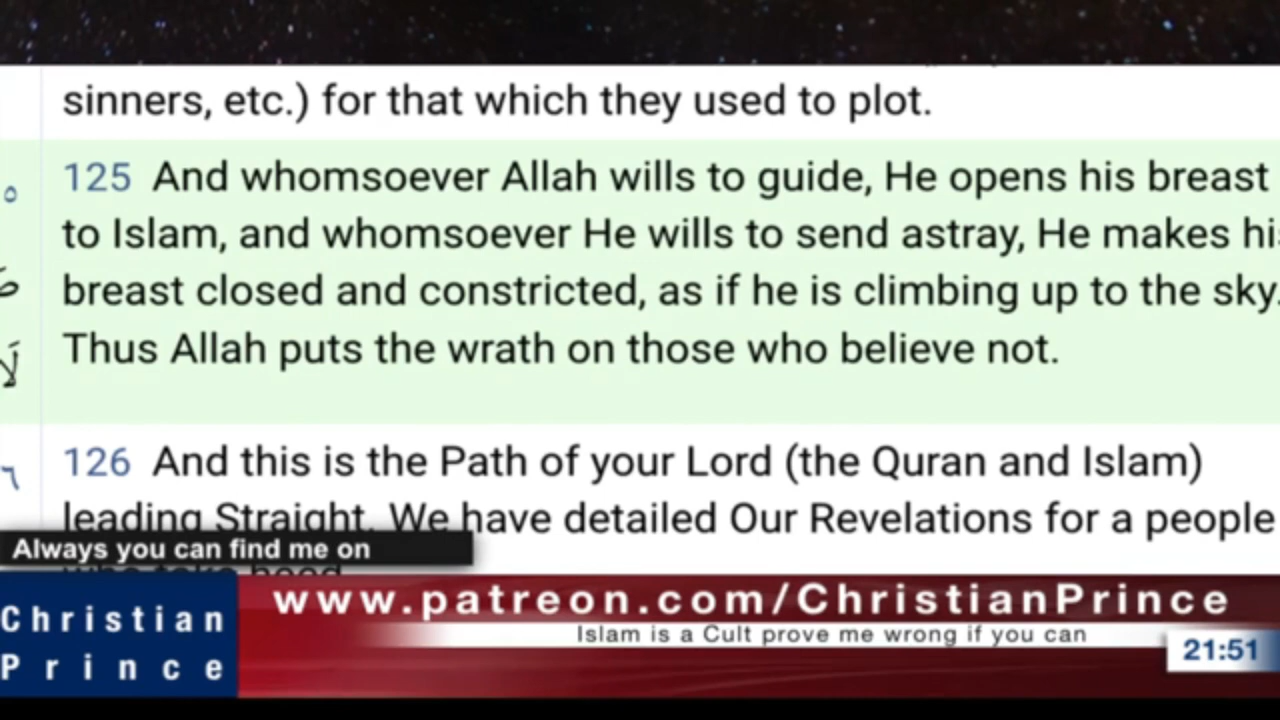 sinners, etc.) for that which they used to plot.
125 And whomsoever Allah wills to guide, He opens his breast
to Islam, and whomsoever He wills to send astray, He makes his
breast closed and constricted, as if he is climbing up to the sky.
Thus Allah puts the wrath on those who believe not.
126 And this is the Path of your Lord (the Quran and Islam)
leading Straight. We have detailed Our Revelations for a people
who take heed.
Always you can find me on
www.patreon.com/ChristianPrince
Islam is a Cult prove me wrong if you can
Christian
Prince
21:51